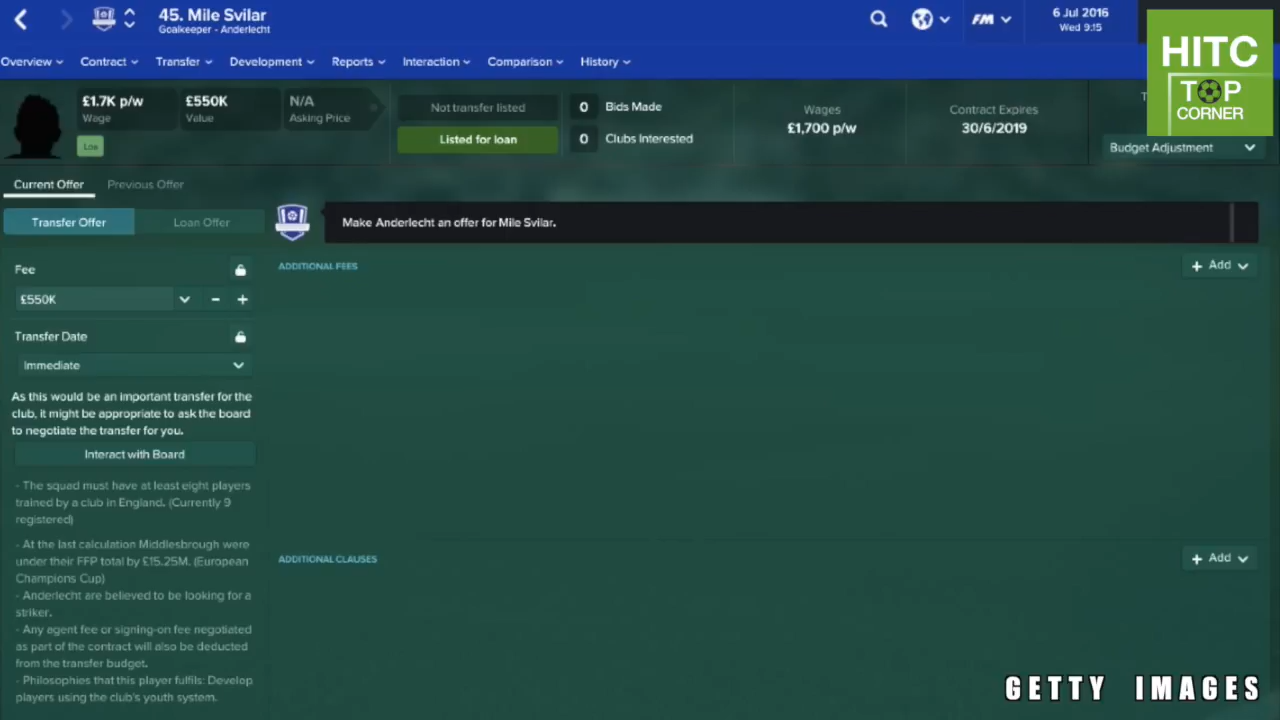 45. Mile Svilar
Goalkeeper - Anderlecht
FM
6 Jul 2016
Wed 9:15
HITC
TOP
CORNER
Overview
Contract
Transfer
Development
Reports
Interaction
Comparison
History
£1.7K p/w
Wage
£550K
Value
N/A
Asking Price
Loa
Not transfer listed
Listed for loan
0 Bids Made
0 Clubs Interested
Wages
£1,700 p/w
Contract Expires
30/6/2019
T
Budget Adjustment
Current Offer
Previous Offer
Transfer Offer
Loan Offer
Make Anderlecht an offer for Mile Svilar.
Fee
£550K
- +
Transfer Date
Immediate
As this would be an important transfer for the
club, it might be appropriate to ask the board
to negotiate the transfer for you.
Interact with Board
- The squad must have at least eight players
trained by a club in England. (Currently 9
registered)
- At the last calculation Middlesbrough were
under their FFP total by £15.25M. (European
Champions Cup)
- Anderlecht are believed to be looking for a
striker.
- Any agent fee or signing-on fee negotiated
as part of the contract will also be deducted
from the transfer budget.
- Philosophies that this player fulfils: Develop
players using the club's youth system.
ADDITIONAL FEES
+ Add
ADDITIONAL CLAUSES
+ Add
GETTY IMAGES